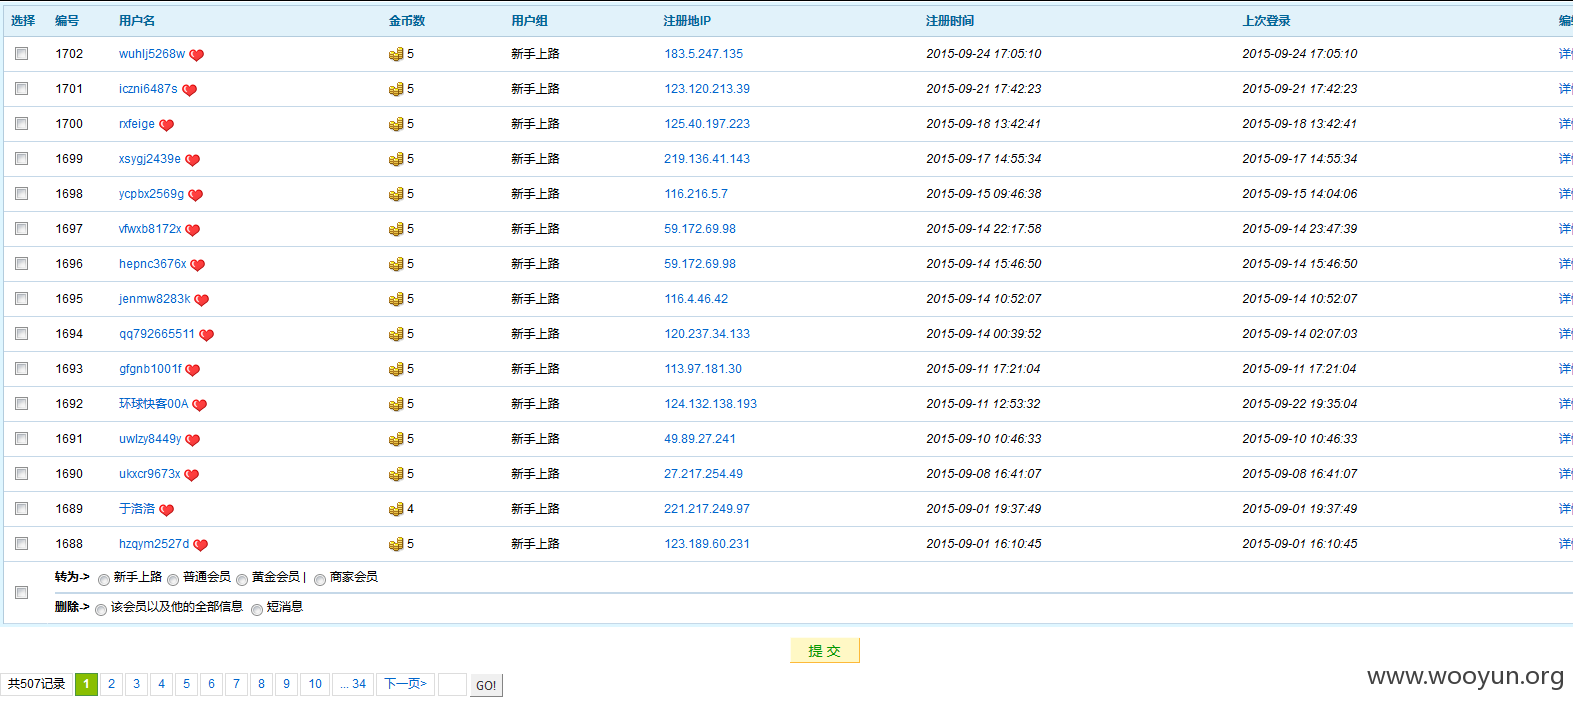 选择 编号 用户名 金币数 用户组 注册地IP 注册时间 上次登录
1702 wuhlj5268w 5 新手上路 183.5.247.135 2015-09-24 17:05:10 2015-09-24 17:05:10
1701 iczni6487s 5 新手上路 123.120.213.39 2015-09-21 17:42:23 2015-09-21 17:42:23
1700 rxfeige 5 新手上路 125.40.197.223 2015-09-18 13:42:41 2015-09-18 13:42:41
1699 xsygj2439e 5 新手上路 219.136.41.143 2015-09-17 14:55:34 2015-09-17 14:55:34
1698 ycpbx2569g 5 新手上路 116.216.5.7 2015-09-15 09:46:38 2015-09-15 14:04:06
1697 vfwxb8172x 5 新手上路 59.172.69.98 2015-09-14 22:17:58 2015-09-14 23:47:39
1696 hepnc3676x 5 新手上路 59.172.69.98 2015-09-14 15:46:50 2015-09-14 15:46:50
1695 jenmw8283k 5 新手上路 116.4.46.42 2015-09-14 10:52:07 2015-09-14 10:52:07
1694 qq792665511 5 新手上路 120.237.34.133 2015-09-14 00:39:52 2015-09-14 02:07:03
1693 gfgnb1001f 5 新手上路 113.97.181.30 2015-09-11 17:21:04 2015-09-11 17:21:04
1692 环球快客00A 5 新手上路 124.132.138.193 2015-09-11 12:53:32 2015-09-22 19:35:04
1691 uwlzy8449y 5 新手上路 49.89.27.241 2015-09-10 10:46:33 2015-09-10 10:46:33
1690 ukxcr9673x 5 新手上路 27.217.254.49 2015-09-08 16:41:07 2015-09-08 16:41:07
1689 于洛洛 4 新手上路 221.217.249.97 2015-09-01 19:37:49 2015-09-01 19:37:49
1688 hzqym2527d 5 新手上路 123.189.60.231 2015-09-01 16:10:45 2015-09-01 16:10:45
转为-> 新手上路 普通会员 黄金会员 | 商家会员
删除-> 该会员以及他的全部信息 短消息
提 交
共507记录 1 2 3 4 5 6 7 8 9 10 ... 34 下一页> GO!
www.wooyun.org